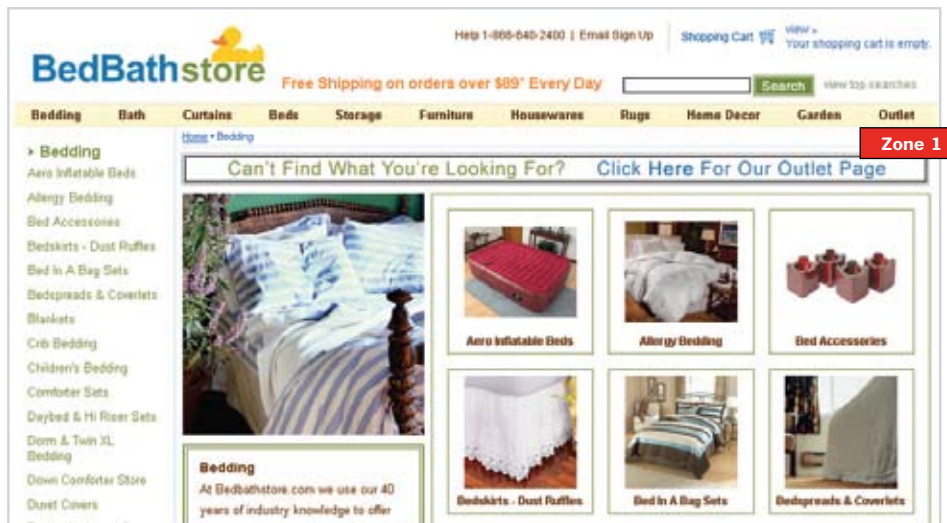 Help 1-866-640-2400 | Email Sign Up
Shopping Cart
view »
Your shopping cart is empty.
BedBathstore
Free Shipping on orders over $89* Every Day
Search
view top searches
Bedding Bath Curtains Beds Storage Furniture Housewares Rugs Home Decor Garden Outlet
Home • Bedding
Zone 1
Can't Find What You're Looking For? Click Here For Our Outlet Page
Bedding
Aero Inflatable Beds
Allergy Bedding
Bed Accessories
Bedskirts - Dust Ruffles
Bed In A Bag Sets
Bedspreads & Coverlets
Blankets
Crib Bedding
Children's Bedding
Comforter Sets
Daybed & Hi Riser Sets
Dorm & Twin XL
Bedding
Down Comforter Store
Duvet Covers
Aero Inflatable Beds
Allergy Bedding
Bed Accessories
Bedskirts - Dust Ruffles
Bed In A Bag Sets
Bedspreads & Coverlets
Bedding
At Bedbathstore.com we use our 40
years of industry knowledge to offer